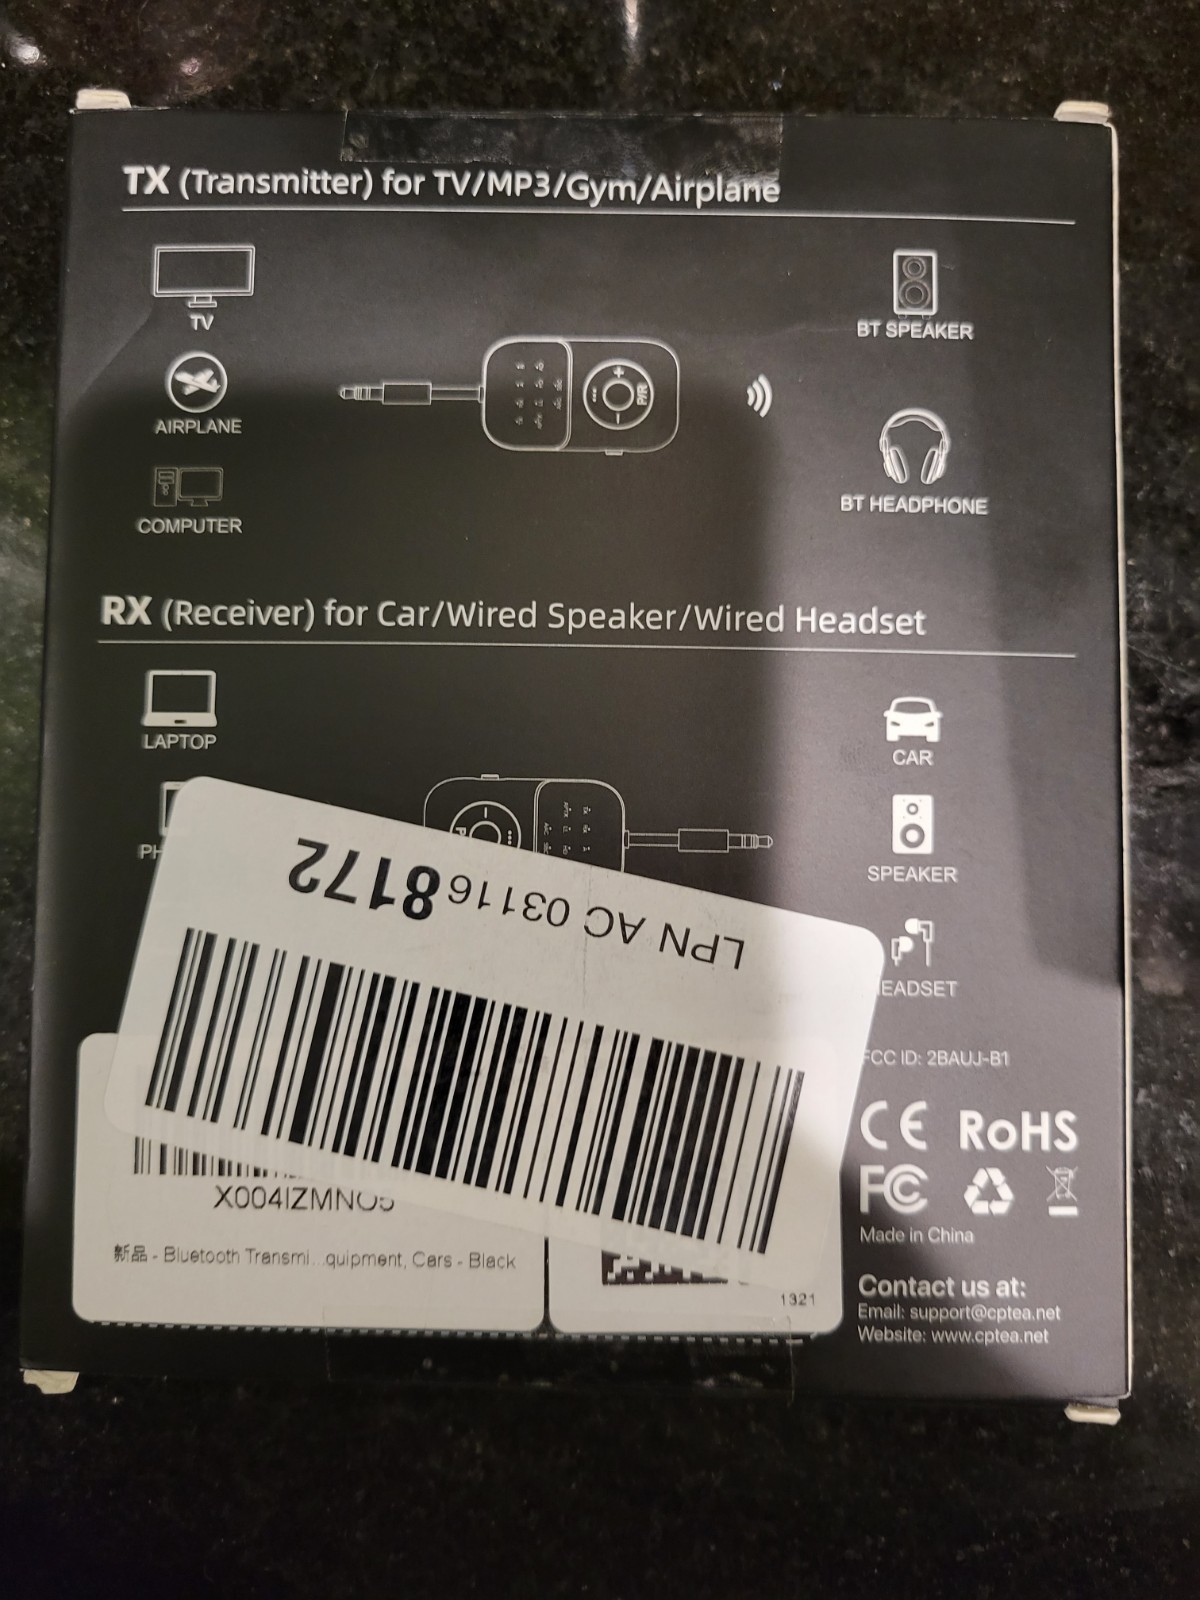 TX (Transmitter) for TV/MP3/Gym/Airplane
TV
BT SPEAKER
AIRPLANE
P/R
BT HEADPHONE
COMPUTER
RX (Receiver) for Car/Wired Speaker/Wired Headset
LAPTOP
CAR
SPEAKER
LPN AC 031168172
EADSET
FCC ID: 2BAUJ-B1
CE RoHS
FC
X004IZMNO5
Made in China
新品 - Bluetooth Transmi...quipment, Cars - Black
1321
Contact us at:
Email: support@cptea.net
Website: www.cptea.net